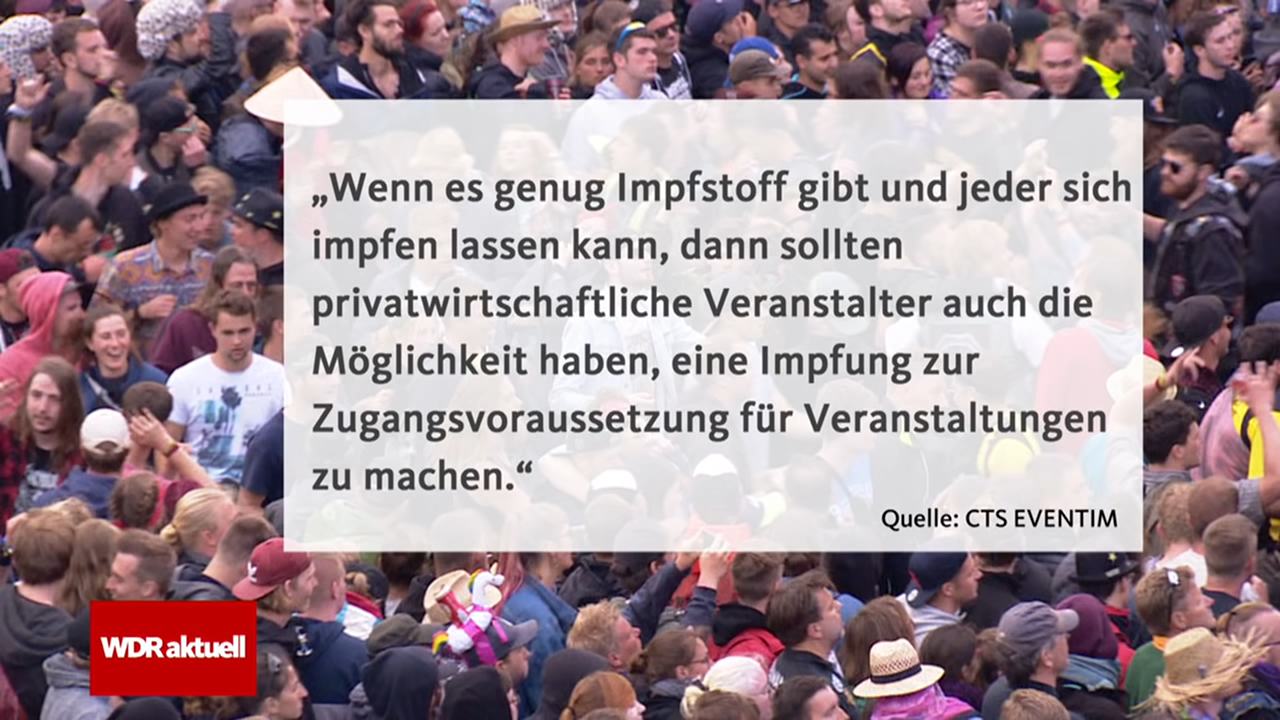 „Wenn es genug Impfstoff gibt und jeder sich
impfen lassen kann, dann sollten
privatwirtschaftliche Veranstalter auch die
Möglichkeit haben, eine Impfung zur
Zugangsvoraussetzung für Veranstaltungen
zu machen.“
Quelle: CTS EVENTIM
WDR aktuell